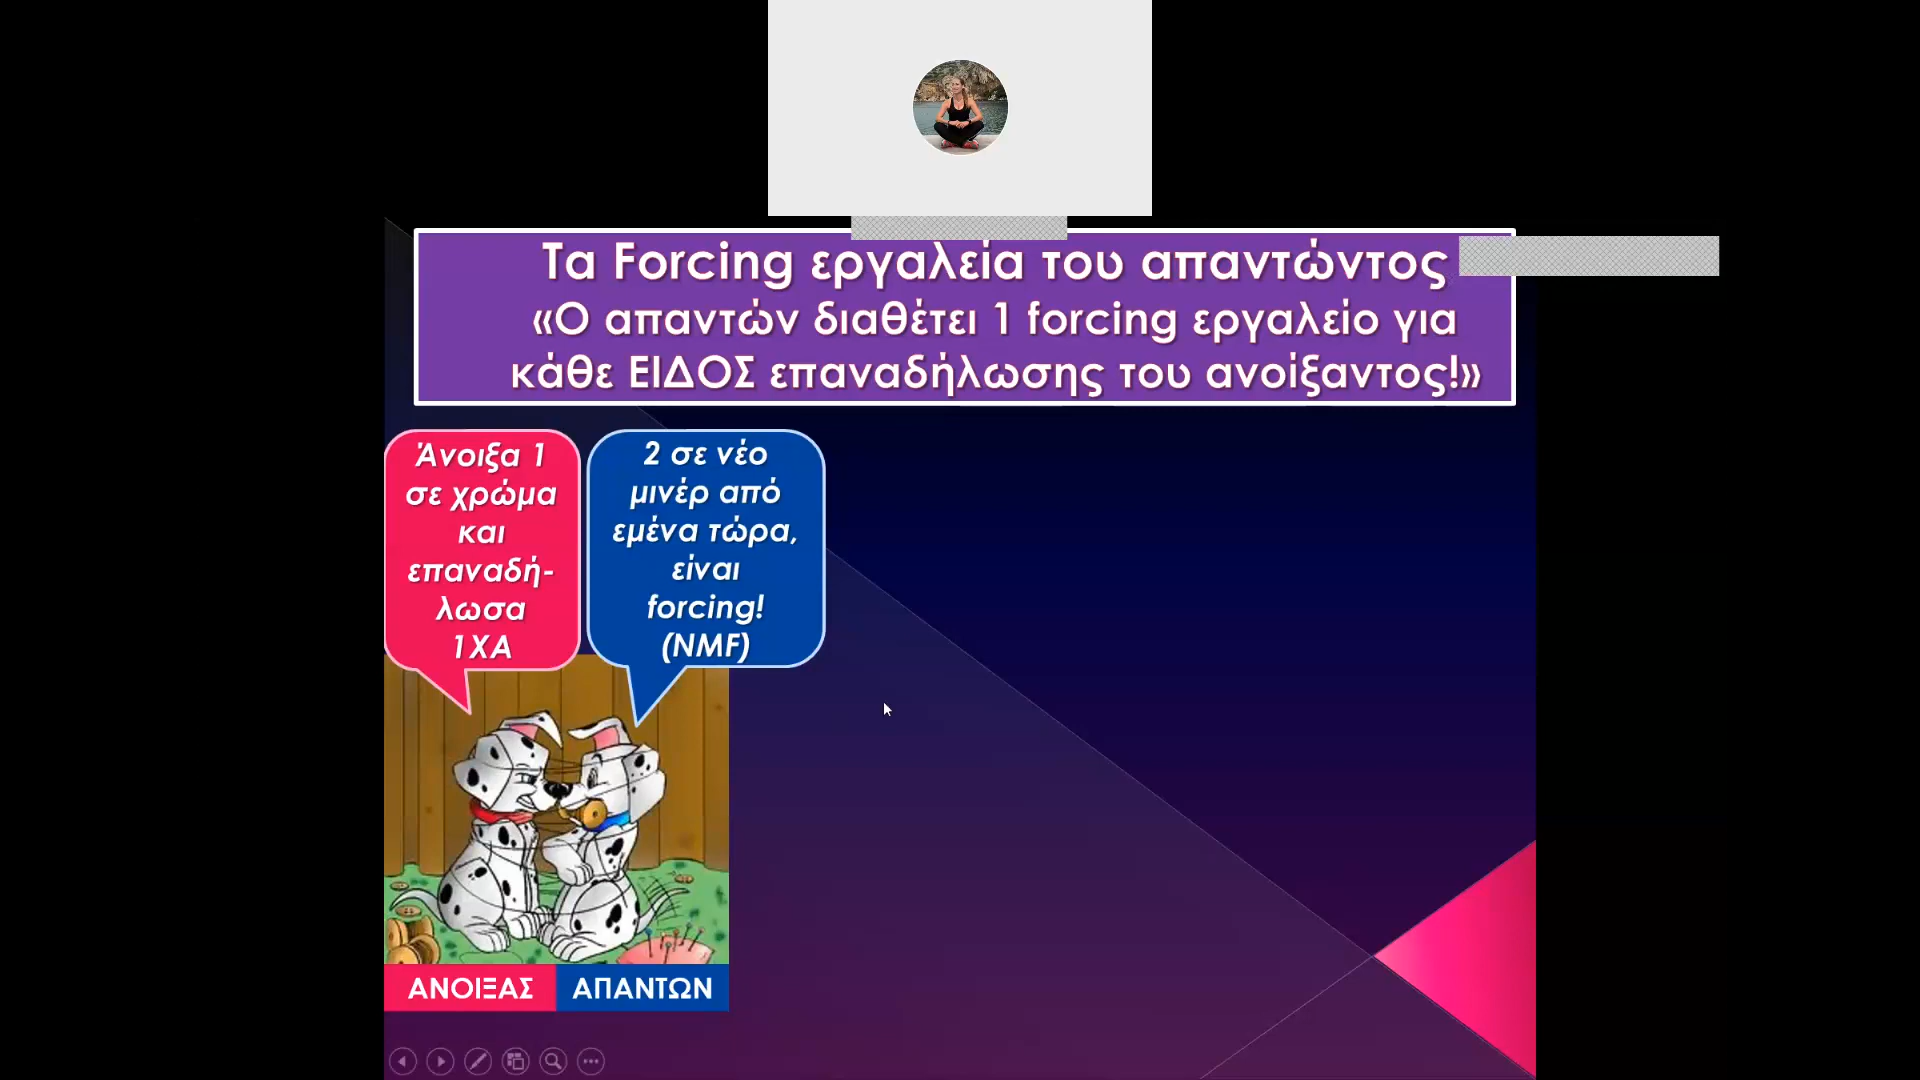 Τα Forcing εργαλεία του απαντώντος
«Ο απαντών διαθέτει 1 forcing εργαλείο για
κάθε ΕΙΔΟΣ επαναδήλωσης του ανοίξαντος!»
Άνοιξα 1
σε χρώμα
και
επαναδή-
λωσα
1ΧΑ
2 σε νέο
μινέρ από
εμένα τώρα,
είναι
forcing!
(NMF)
ΑΝΟΙΞΑΣ
ΑΠΑΝΤΩΝ